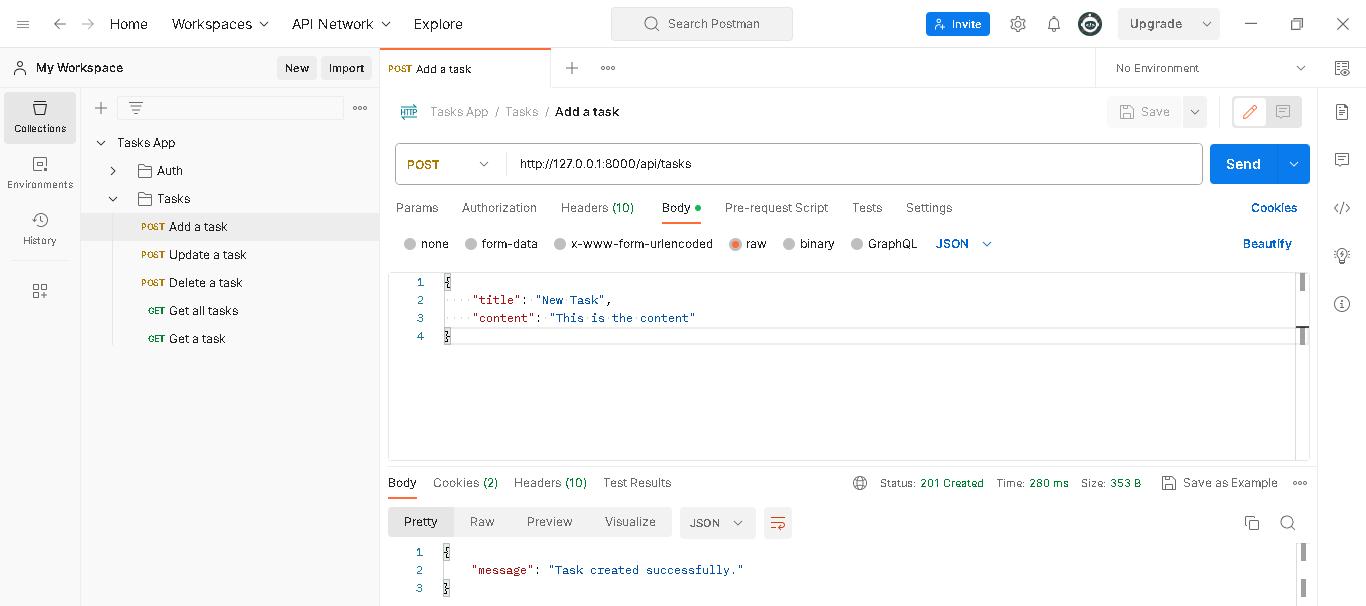 Home Workspaces API Network Explore Search Postman Invite Upgrade
My Workspace New Import
POST Add a task No Environment
Collections
Environments
History
Tasks App
Auth
Tasks
POST Add a task
POST Update a task
POST Delete a task
GET Get all tasks
GET Get a task
HTTP Tasks App / Tasks / Add a task Save
POST http://127.0.0.1:8000/api/tasks Send
Params Authorization Headers (10) Body Pre-request Script Tests Settings Cookies
none form-data x-www-form-urlencoded raw binary GraphQL JSON Beautify
1 {
2 ····"title":·"New·Task",
3 ····"content":·"This·is·the·content"
4 }
Body Cookies (2) Headers (10) Test Results Status: 201 Created Time: 280 ms Size: 353 B Save as Example
Pretty Raw Preview Visualize JSON
1 {
2 "message": "Task created successfully."
3 }